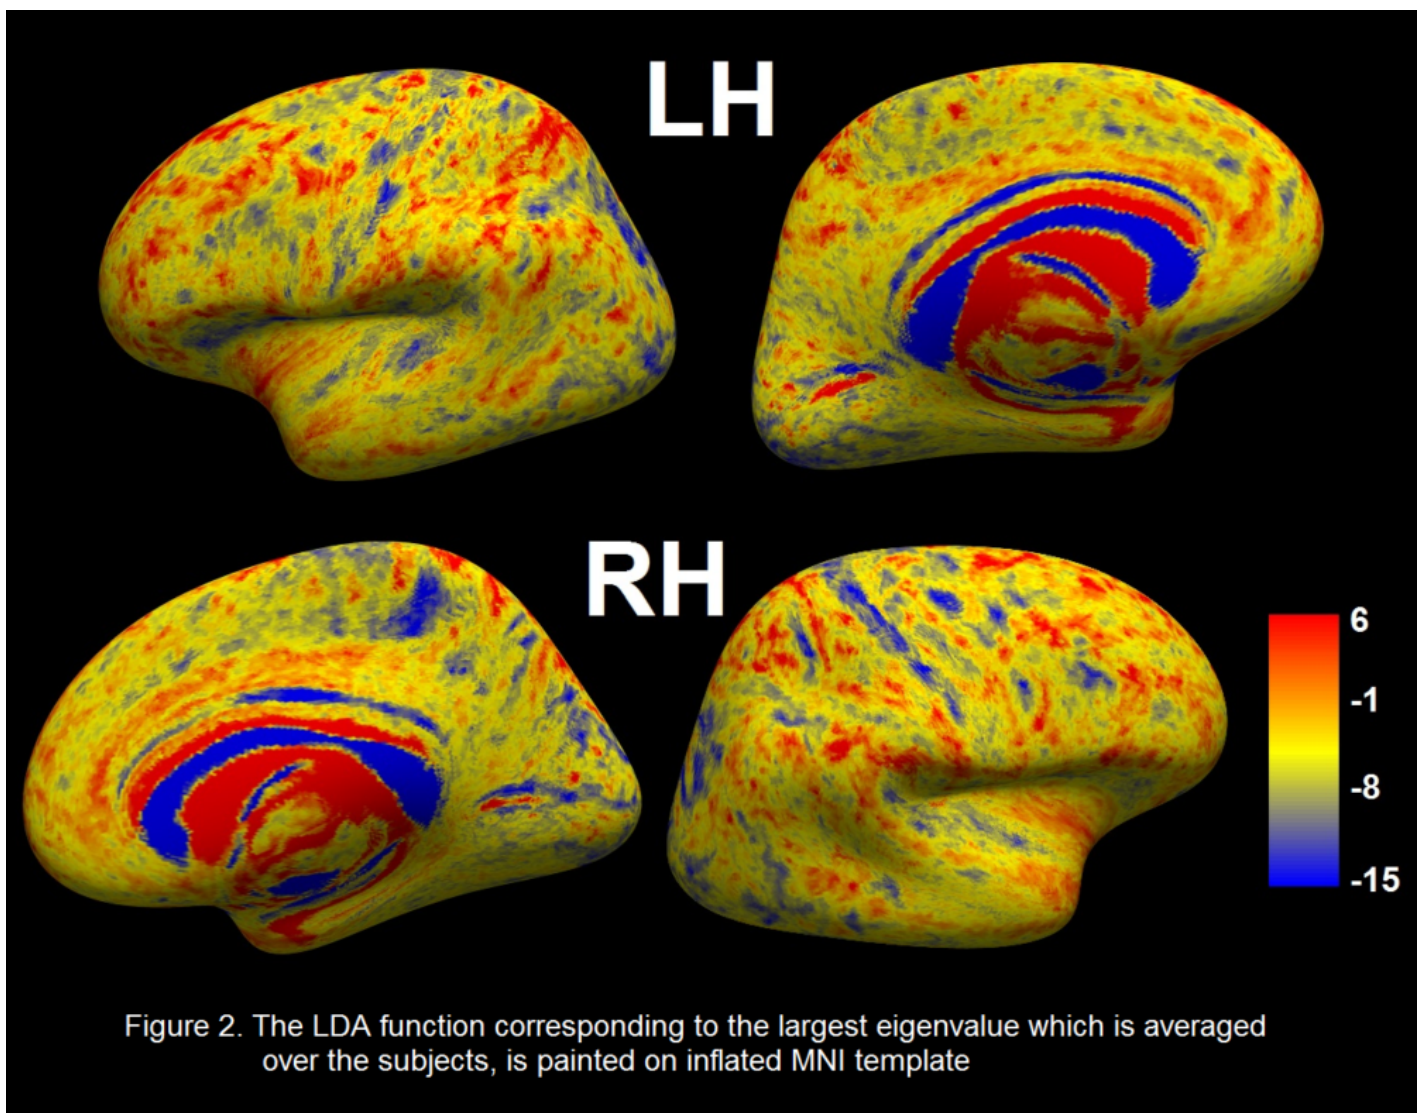 LH
RH
6
-1
-8
-15
Figure 2. The LDA function corresponding to the largest eigenvalue which is averaged
over the subjects, is painted on inflated MNI template